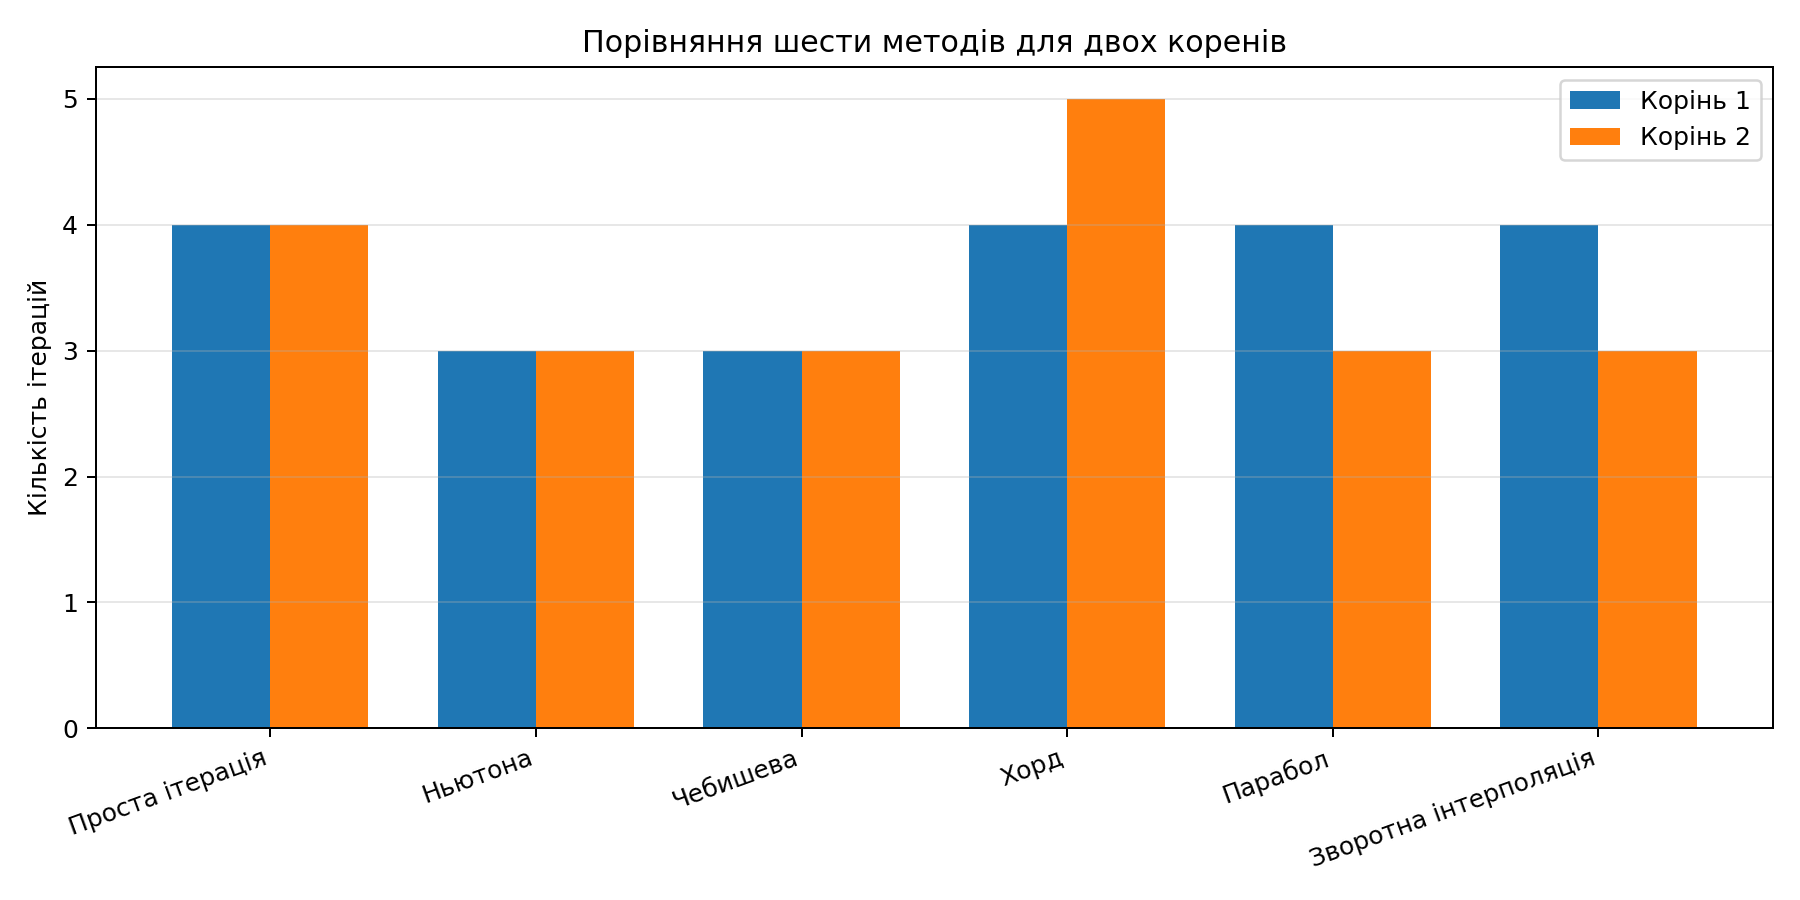 Порівняння шести методів для двох коренів
Корінь 1
Корінь 2
Кількість ітерацій
5
4
3
2
1
0
Проста ітерація
Ньютона
Чебишева
Хорд
Парабол
Зворотна інтерполяція